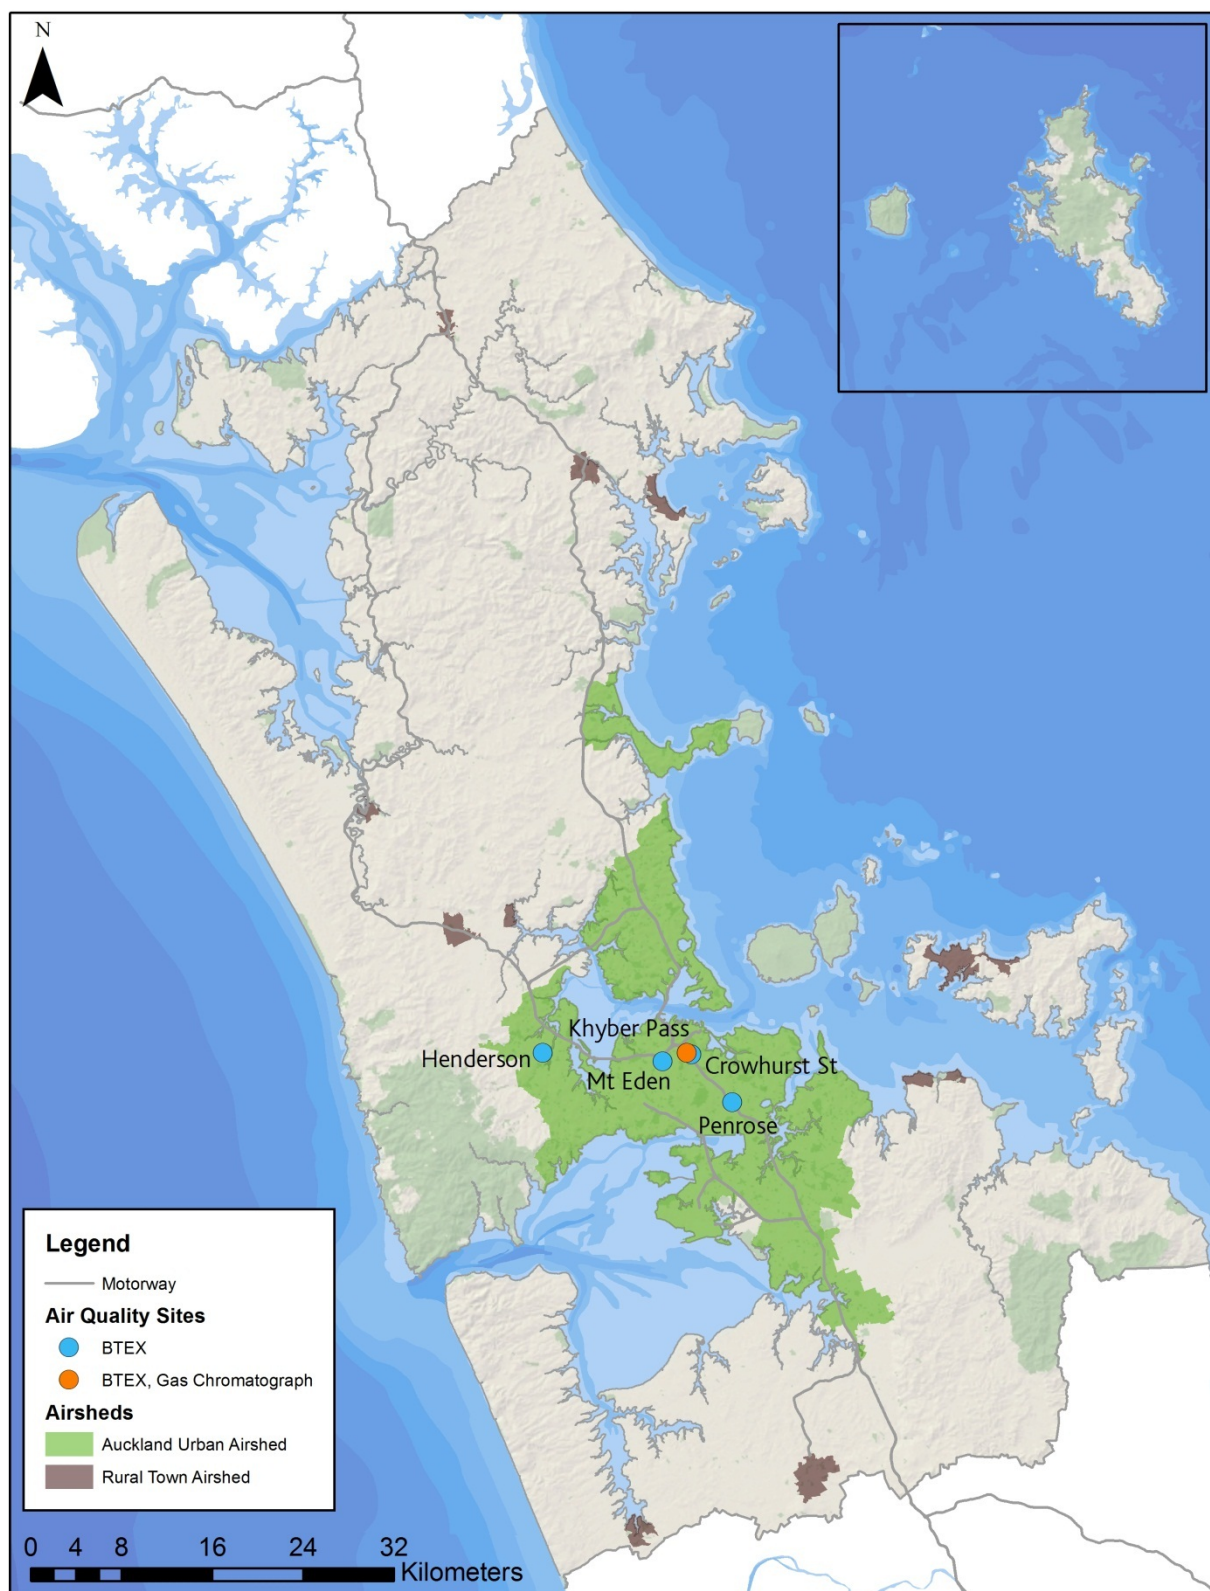 N
Khyber Pass
Henderson
Crowhurst St
Mt Eden
Penrose
Legend
Motorway
Air Quality Sites
BTEX
BTEX, Gas Chromatograph
Airsheds
Auckland Urban Airshed
Rural Town Airshed
0 4 8 16 24 32
Kilometers